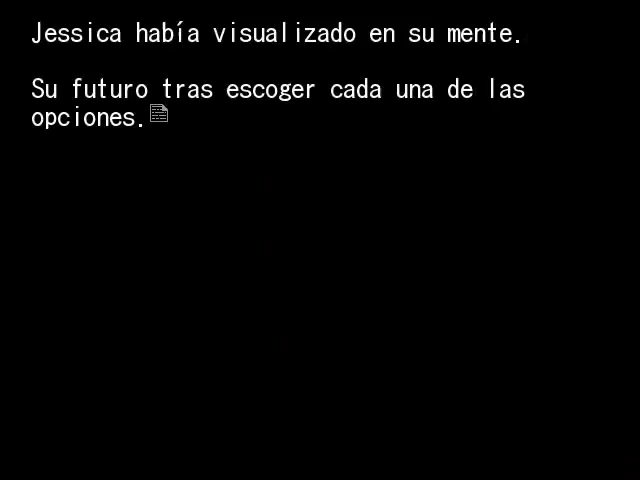 Jessica había visualizado en su mente.
Su futuro tras escoger cada una de las
opciones.